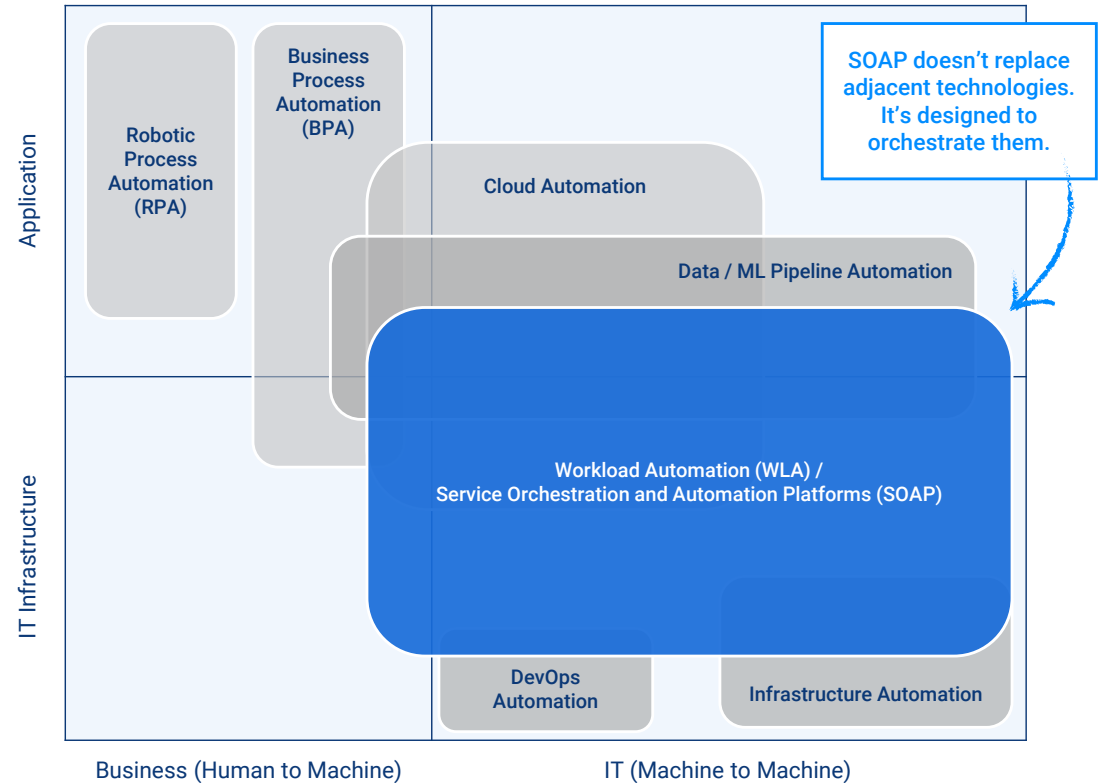 SOAP doesn’t replace
adjacent technologies.
It’s designed to
orchestrate them.
Business
Process
Automation
(BPA)
Robotic
Process
Automation
(RPA)
Cloud Automation
Data / ML Pipeline Automation
Workload Automation (WLA) /
Service Orchestration and Automation Platforms (SOAP)
DevOps
Automation
Infrastructure Automation
Application
IT Infrastructure
Business (Human to Machine)
IT (Machine to Machine)